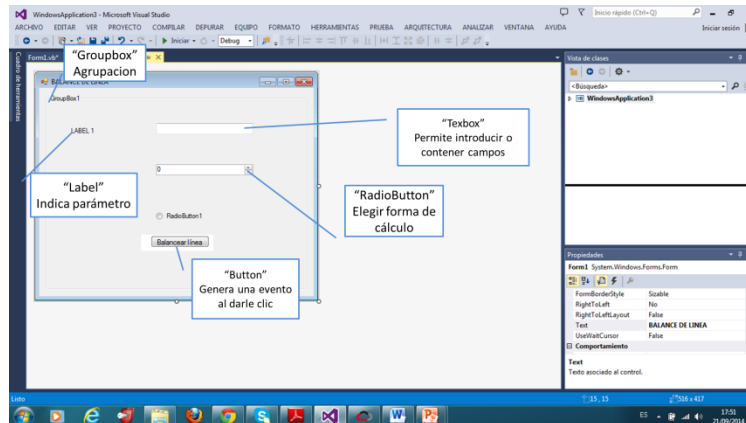 WindowsApplication3 - Microsoft Visual Studio
Inicio rápido (Ctrl+Q)
ARCHIVO EDITAR VER PROYECTO COMPILAR DEPURAR EQUIPO FORMATO HERRAMIENTAS PRUEBA ARQUITECTURA ANALIZAR VENTANA AYUDA
Iniciar sesión
Iniciar
Debug
Cuadro de herramientas
Form1.vb*
Vista de clases
"Groupbox"
Agrupacion
<Búsqueda>
WindowsApplication3
GroupBox1
LABEL 1
"Texbox"
Permite introducir o
contener campos
0
"Label"
Indica parámetro
"RadioButton"
Elegir forma de
cálculo
RadioButton1
Balancear línea
"Button"
Genera una evento
al darle clic
Propiedades
Form1 System.Windows.Forms.Form
FormBorderStyle Sizable
RightToLeft No
RightToLeftLayout False
Text BALANCE DE LINEA
UseWaitCursor False
Comportamiento
Text
Texto asociado al control.
Listo
15 , 15
516 x 417
ES
17:51
21/09/2014